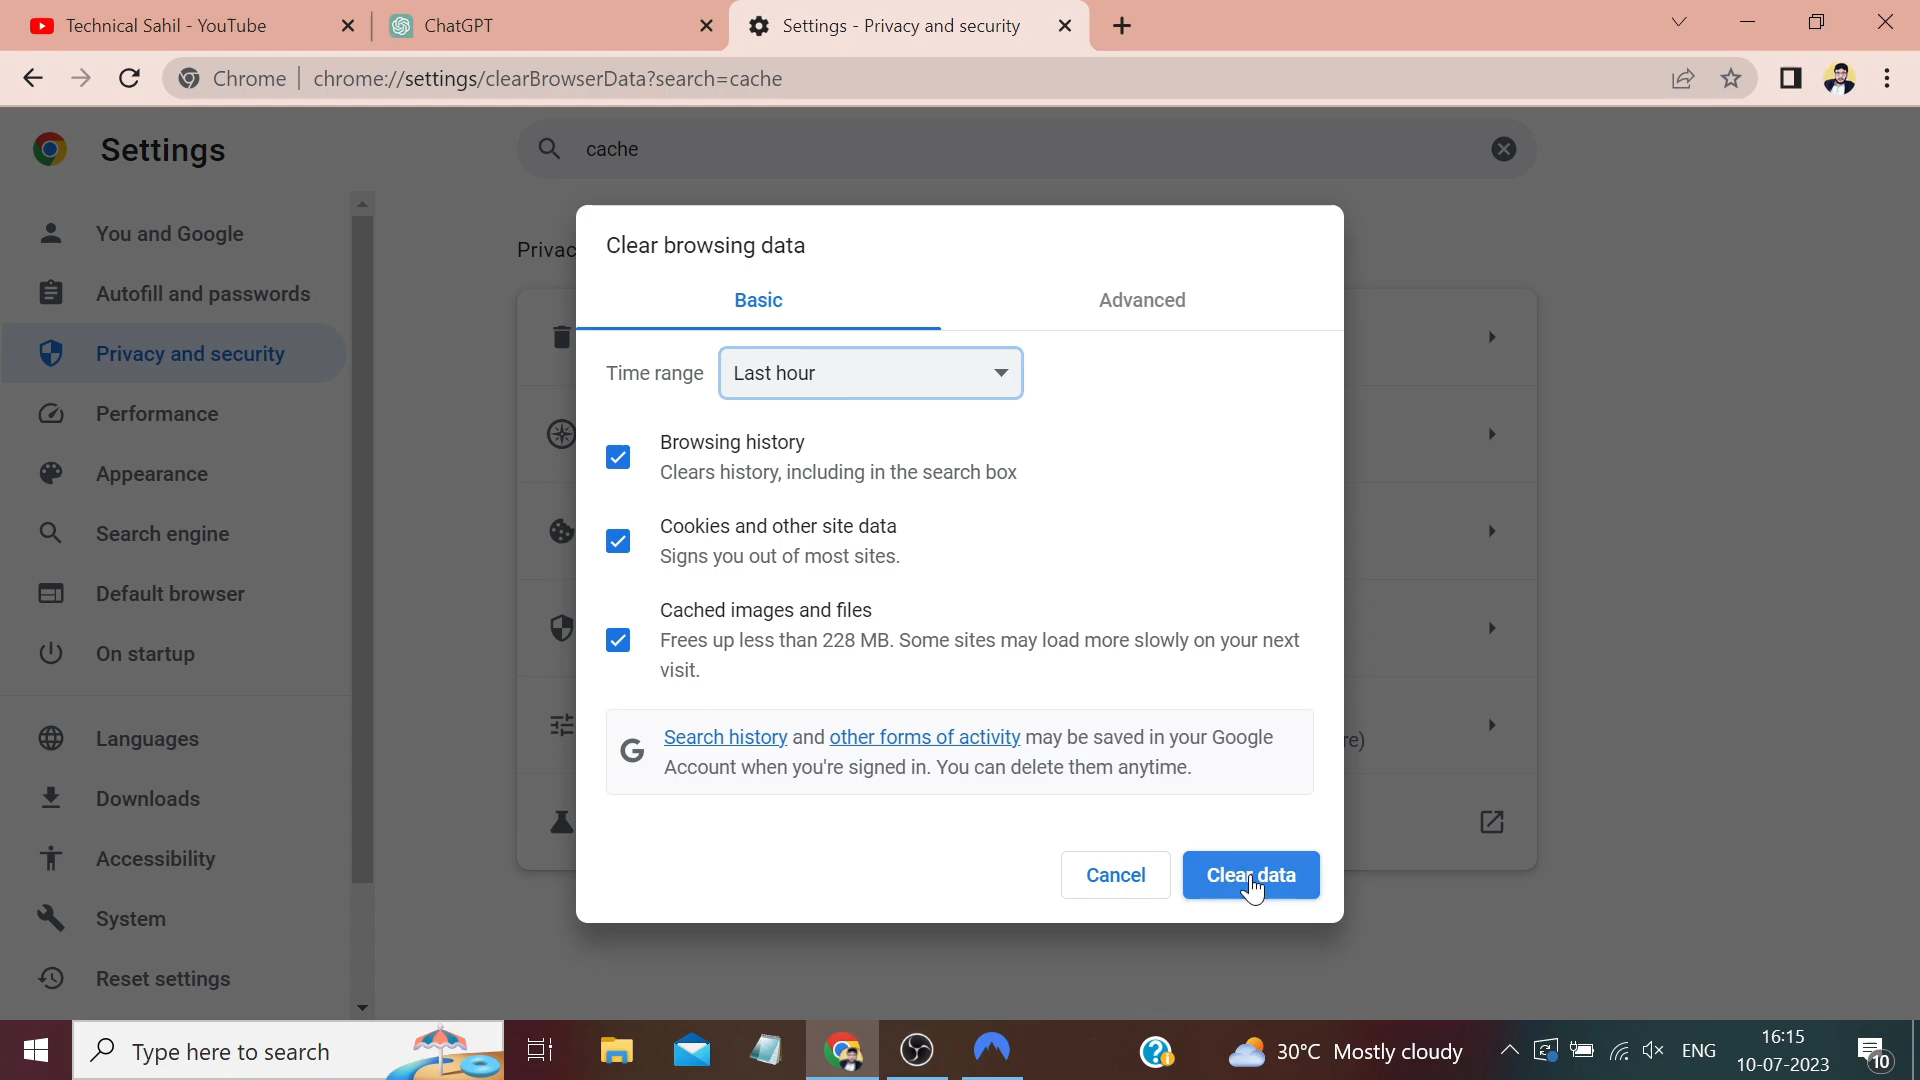 Technical Sahil - YouTube
ChatGPT
Settings - Privacy and security
Chrome
chrome://settings/clearBrowserData?search=cache
Settings
cache
You and Google
Autofill and passwords
Privacy and security
Performance
Appearance
Search engine
Default browser
On startup
Languages
Downloads
Accessibility
System
Reset settings
Privac
re)
Clear browsing data
Basic
Advanced
Time range
Last hour
Browsing history
Clears history, including in the search box
Cookies and other site data
Signs you out of most sites.
Cached images and files
Frees up less than 228 MB. Some sites may load more slowly on your next
visit.
G
Search history and other forms of activity may be saved in your Google
Account when you're signed in. You can delete them anytime.
Cancel
Clear data
Type here to search
30°C Mostly cloudy
ENG
16:15
10-07-2023
10